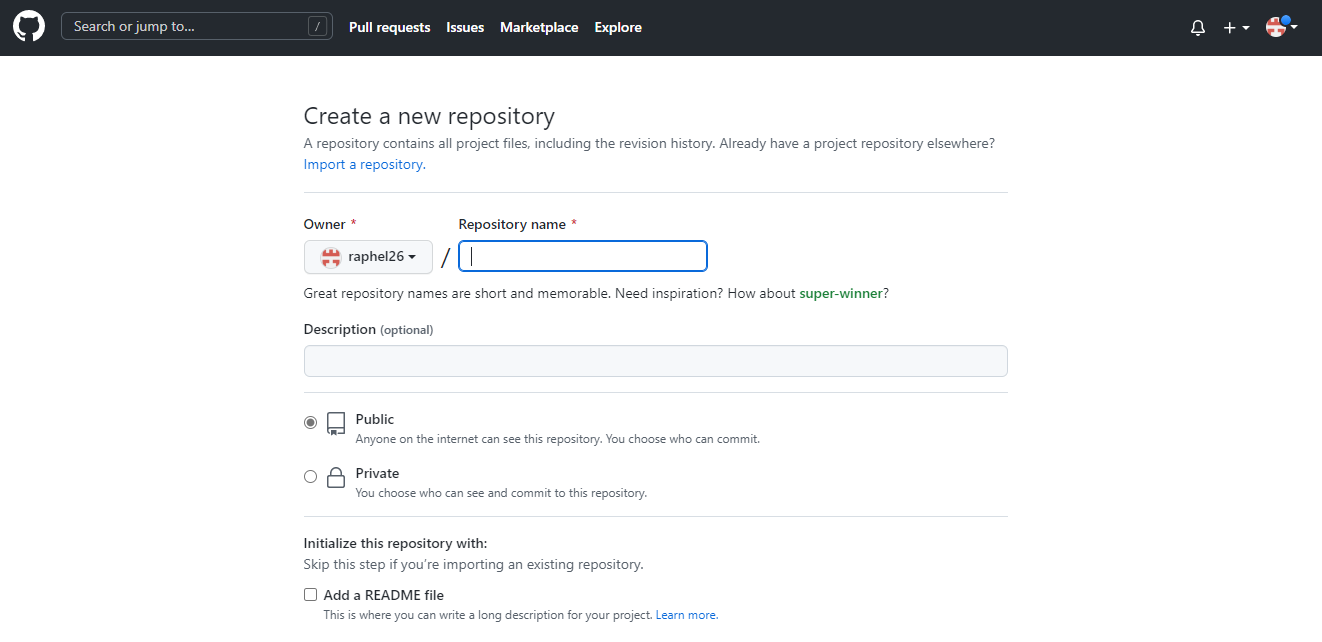 Search or jump to... /
Pull requests Issues Marketplace Explore
Create a new repository
A repository contains all project files, including the revision history. Already have a project repository elsewhere?
Import a repository.
Owner * Repository name *
raphel26 /
Great repository names are short and memorable. Need inspiration? How about super-winner?
Description (optional)
Public
Anyone on the internet can see this repository. You choose who can commit.
Private
You choose who can see and commit to this repository.
Initialize this repository with:
Skip this step if you’re importing an existing repository.
Add a README file
This is where you can write a long description for your project. Learn more.